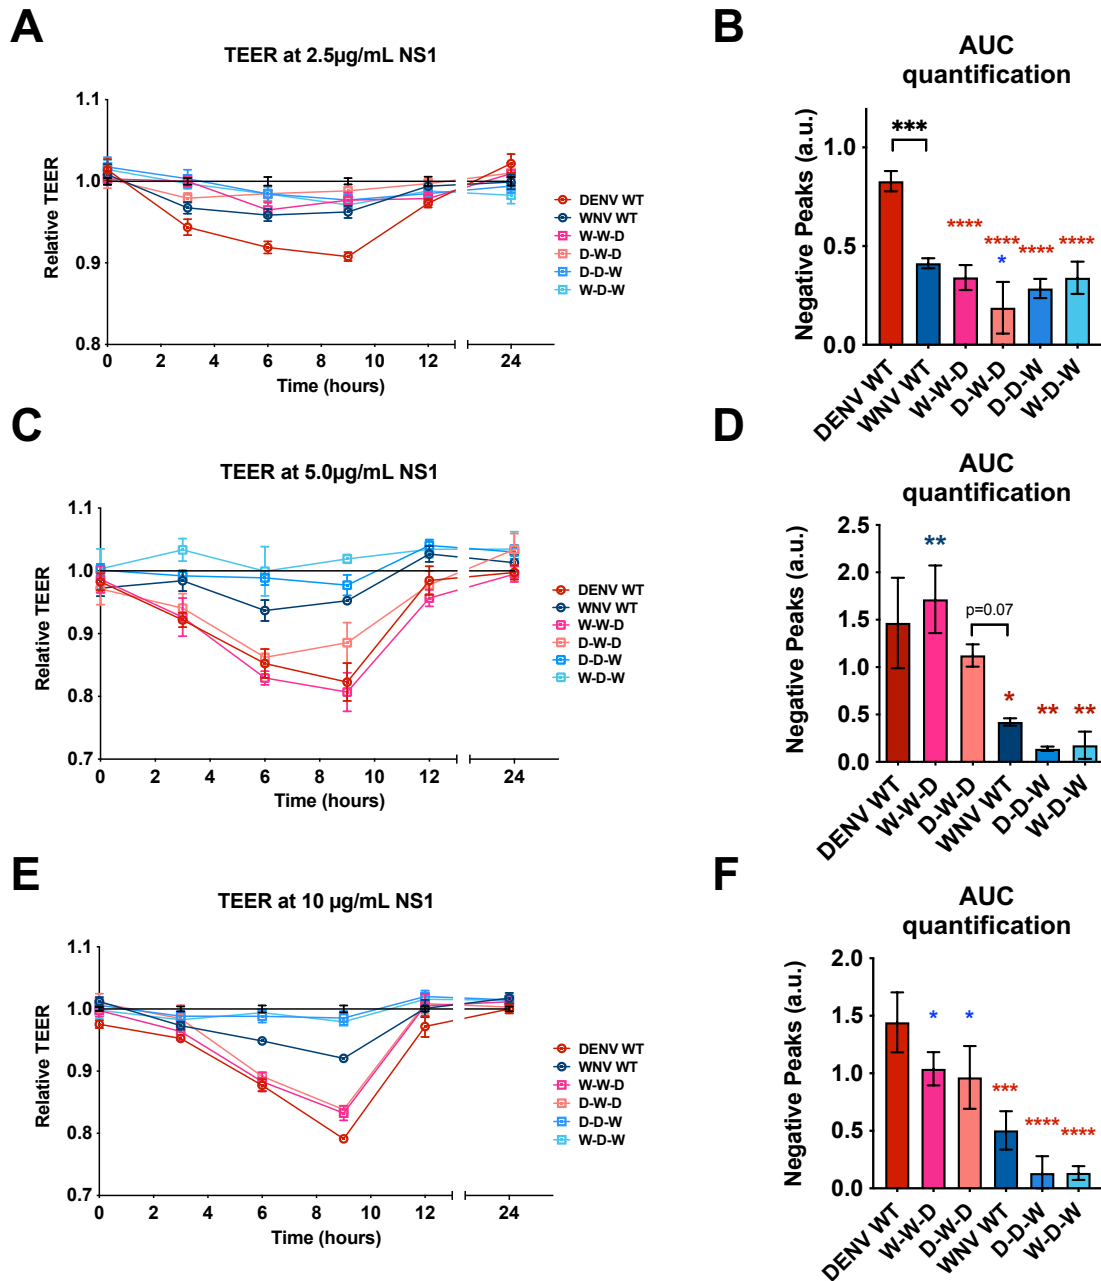 A
TEER at 2.5µg/mL NS1
Relative TEER
1.1
1.0
0.9
0.8
0 2 4 6 8 10 12 24
Time (hours)
DENV WT
WNV WT
W-W-D
D-W-D
D-D-W
W-D-W
B
AUC
quantification
Negative Peaks (a.u.)
1.0
0.5
0.0
***
****
****
*
****
****
DENV WT
WNV WT
W-W-D
D-W-D
D-D-W
W-D-W
C
TEER at 5.0µg/mL NS1
Relative TEER
1.1
1.0
0.9
0.8
0.7
0 2 4 6 8 10 12 24
Time (hours)
DENV WT
WNV WT
W-W-D
D-W-D
D-D-W
W-D-W
D
AUC
quantification
Negative Peaks (a.u.)
2.5
2.0
1.5
1.0
0.5
0.0
**
p=0.07
*
**
**
DENV WT
W-W-D
D-W-D
WNV WT
D-D-W
W-D-W
E
TEER at 10 µg/mL NS1
Relative TEER
1.1
1.0
0.9
0.8
0.7
0 2 4 6 8 10 12 24
Time (hours)
DENV WT
WNV WT
W-W-D
D-W-D
D-D-W
W-D-W
F
AUC
quantification
Negative Peaks (a.u.)
2.0
1.5
1.0
0.5
0.0
*
*
***
****
****
DENV WT
W-W-D
D-W-D
WNV WT
D-D-W
W-D-W